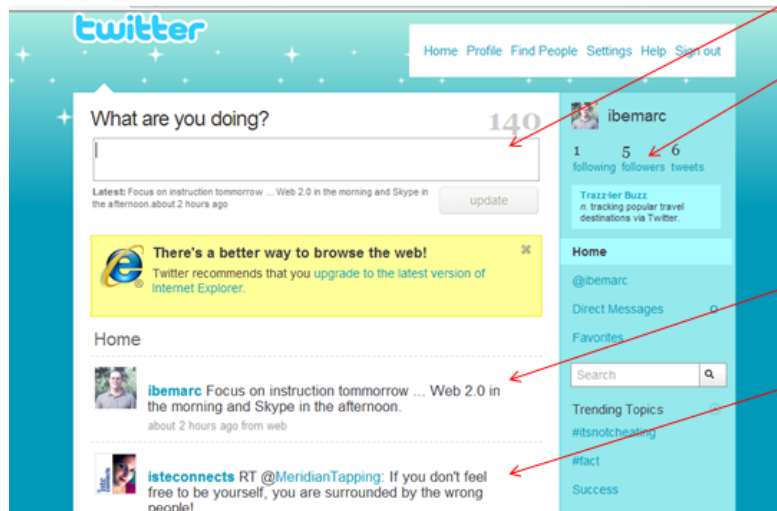 twitter
Home Profile Find People Settings Help Sign out
What are you doing?
140
Latest: Focus on instruction tommorrow ... Web 2.0 in the morning and Skype in
the afternoon.about 2 hours ago
update
There's a better way to browse the web!
Twitter recommends that you upgrade to the latest version of
Internet Explorer.
Home
ibemarc Focus on instruction tommorrow ... Web 2.0 in
the morning and Skype in the afternoon.
about 2 hours ago from web
isteconnects RT @MeridianTapping: If you don't feel
free to be yourself, you are surrounded by the wrong
people!
ibemarc
1 5 6
following followers tweets
Trazz·ler Buzz
n. tracking popular travel
destinations via Twitter.
Home
@ibemarc
Direct Messages 0
Favorites
Search
Trending Topics
#itsnotcheating
#fact
Success